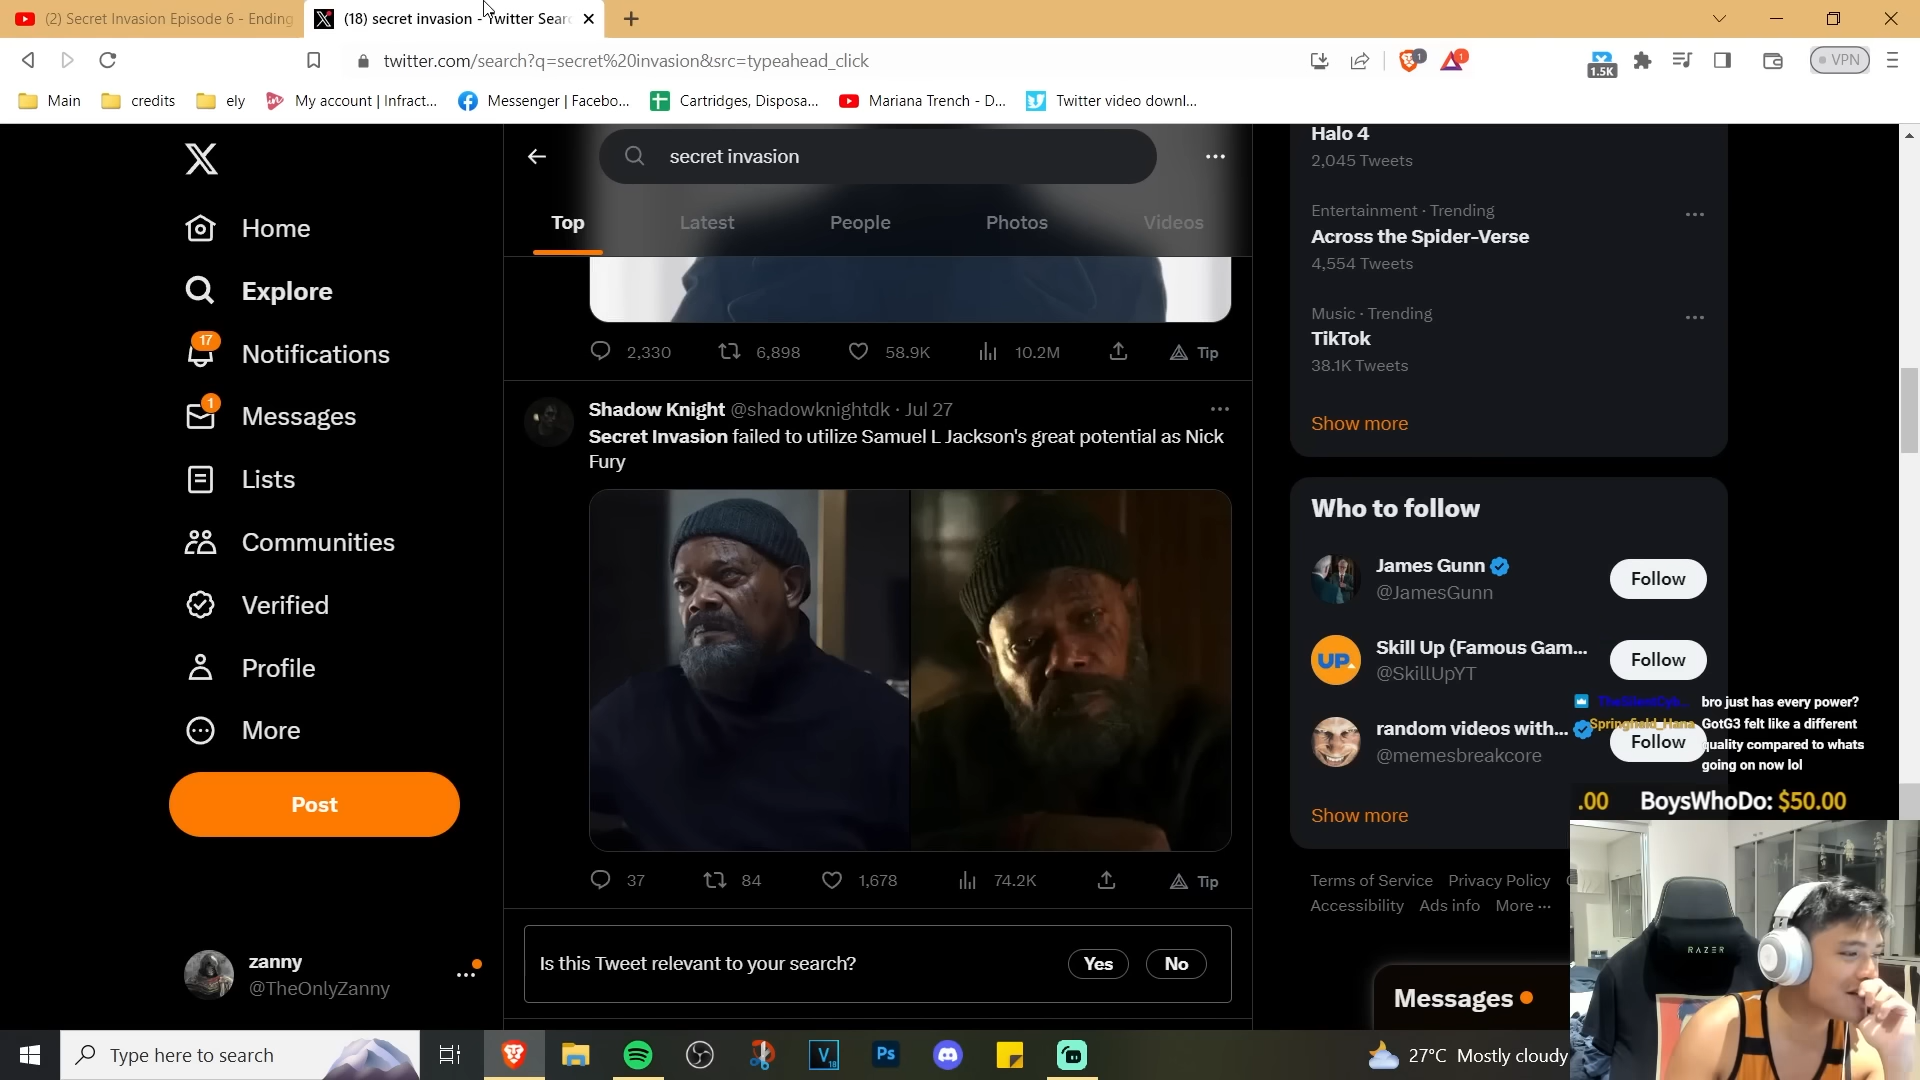 (2) Secret Invasion Episode 6 - Ending
(18) secret invasion - Twitter Sear
twitter.com/search?q=secret%20invasion&src=typeahead_click
1
1
1.5K
VPN
Main
credits
ely
My account | Infract...
Messenger | Facebo...
Cartridges, Disposa...
Mariana Trench - D...
Twitter video downl...
secret invasion
Top
Latest
People
Photos
Videos
Home
Explore
17
Notifications
1
Messages
Lists
Communities
Verified
Profile
More
Post
zanny
@TheOnlyZanny
2,330
6,898
58.9K
10.2M
Tip
Shadow Knight @shadowknightdk · Jul 27
Secret Invasion failed to utilize Samuel L Jackson's great potential as Nick
Fury
37
84
1,678
74.2K
Tip
Is this Tweet relevant to your search?
Yes
No
Halo 4
2,045 Tweets
Entertainment · Trending
Across the Spider-Verse
4,554 Tweets
Music · Trending
TikTok
38.1K Tweets
Show more
Who to follow
James Gunn
@JamesGunn
Follow
UP.
Skill Up (Famous Gam...
@SkillUpYT
Follow
random videos with...
@memesbreakcore
Follow
Show more
bro just has every power?
Springfield_Hana
GotG3 felt like a different
quality compared to whats
going on now lol
.00 BoysWhoDo: $50.00
Terms of Service Privacy Policy
Accessibility Ads info More ...
RAZER
Messages
Type here to search
V
18
Ps
27°C Mostly cloudy